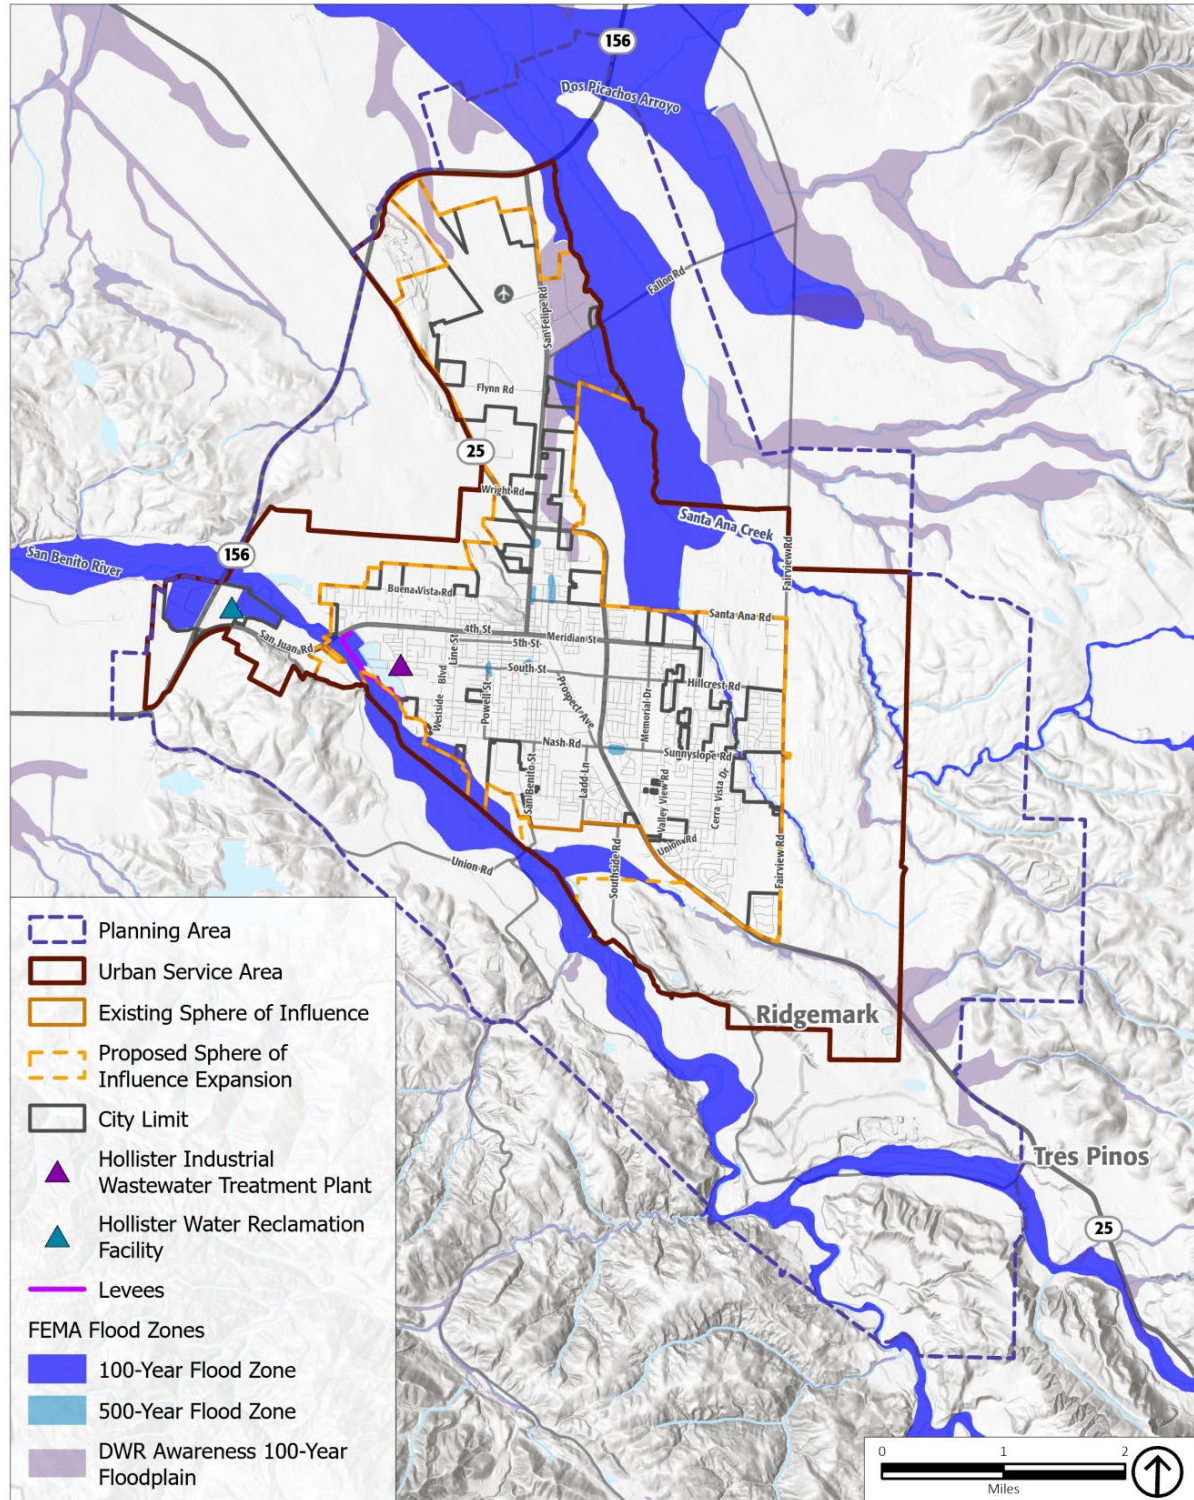 156
Dos Picachos Arroyo
Fallon Rd
San Felipe Rd
Flynn Rd
25
Wright Rd
Santa Ana Creek
Fairview Rd
156
San Benito River
Buena Vista Rd
Santa Ana Rd
San Juan Rd
4th St
Meridian St
5th St
Line St
Westside Blvd
South St
Hillcrest Rd
Powell St
Prospect Ave
Memorial Dr
Nash Rd
Sunnyslope Rd
San Benito St
Ladd Ln
Valley View Rd
Cerra Vista Dr
Union Rd
Union Rd
Southside Rd
Fairview Rd
Ridgemark
Tres Pinos
25
Planning Area
Urban Service Area
Existing Sphere of Influence
Proposed Sphere of
Influence Expansion
City Limit
Hollister Industrial
Wastewater Treatment Plant
Hollister Water Reclamation
Facility
Levees
FEMA Flood Zones
100-Year Flood Zone
500-Year Flood Zone
DWR Awareness 100-Year
Floodplain
0 1 2
Miles